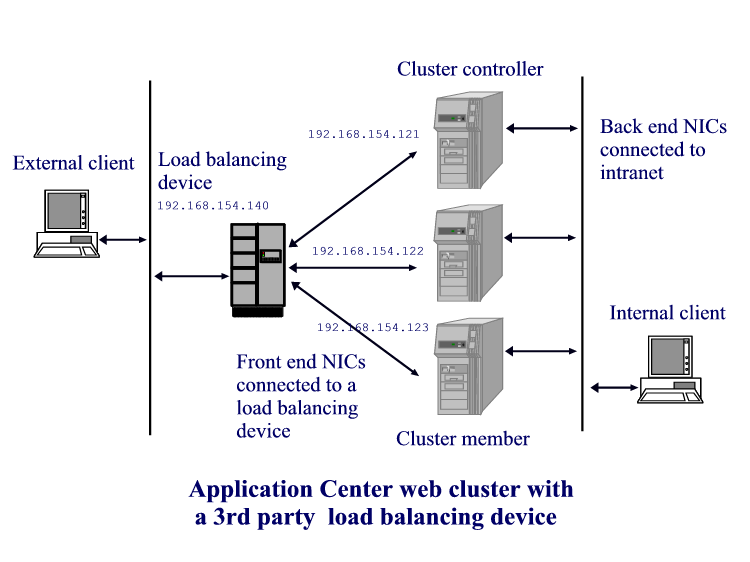 Cluster controller
192.168.154.121
Back end NICs
connected to
intranet
External client
Load balancing
device
192.168.154.140
192.168.154.122
Internal client
192.168.154.123
Front end NICs
connected to a
load balancing
device
Cluster member
Application Center web cluster with
a 3rd party load balancing device